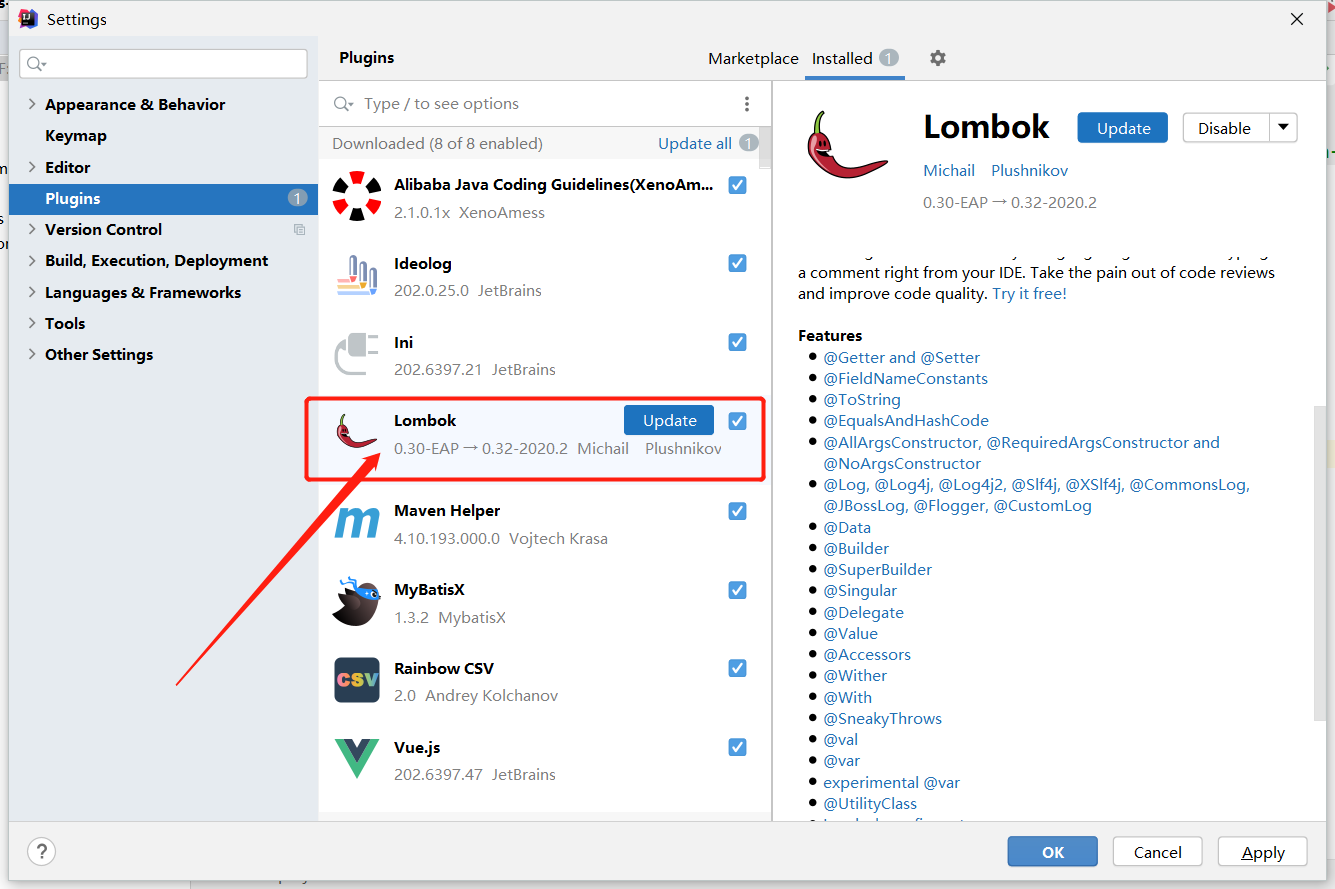 Settings
Plugins
Marketplace
Installed 1
Type / to see options
Appearance & Behavior
Keymap
Editor
Plugins 1
Version Control
Build, Execution, Deployment
Languages & Frameworks
Tools
Other Settings
Downloaded (8 of 8 enabled)
Update all 1
Alibaba Java Coding Guidelines(XenoAm...
2.1.0.1x XenoAmess
Ideolog
202.0.25.0 JetBrains
Ini
202.6397.21 JetBrains
Lombok
Update
0.30-EAP → 0.32-2020.2 Michail Plushnikov
m
Maven Helper
4.10.193.000.0 Vojtech Krasa
MyBatisX
1.3.2 MybatisX
CSV
Rainbow CSV
2.0 Andrey Kolchanov
Vue.js
202.6397.47 JetBrains
Lombok
Update
Disable
Michail Plushnikov
0.30-EAP → 0.32-2020.2
a comment right from your IDE. Take the pain out of code reviews
and improve code quality. Try it free!
Features
@Getter and @Setter
@FieldNameConstants
@ToString
@EqualsAndHashCode
@AllArgsConstructor, @RequiredArgsConstructor and
@NoArgsConstructor
@Log, @Log4j, @Log4j2, @Slf4j, @XSlf4j, @CommonsLog,
@JBossLog, @Flogger, @CustomLog
@Data
@Builder
@SuperBuilder
@Singular
@Delegate
@Value
@Accessors
@Wither
@With
@SneakyThrows
@val
@var
experimental @var
@UtilityClass
?
OK
Cancel
Apply